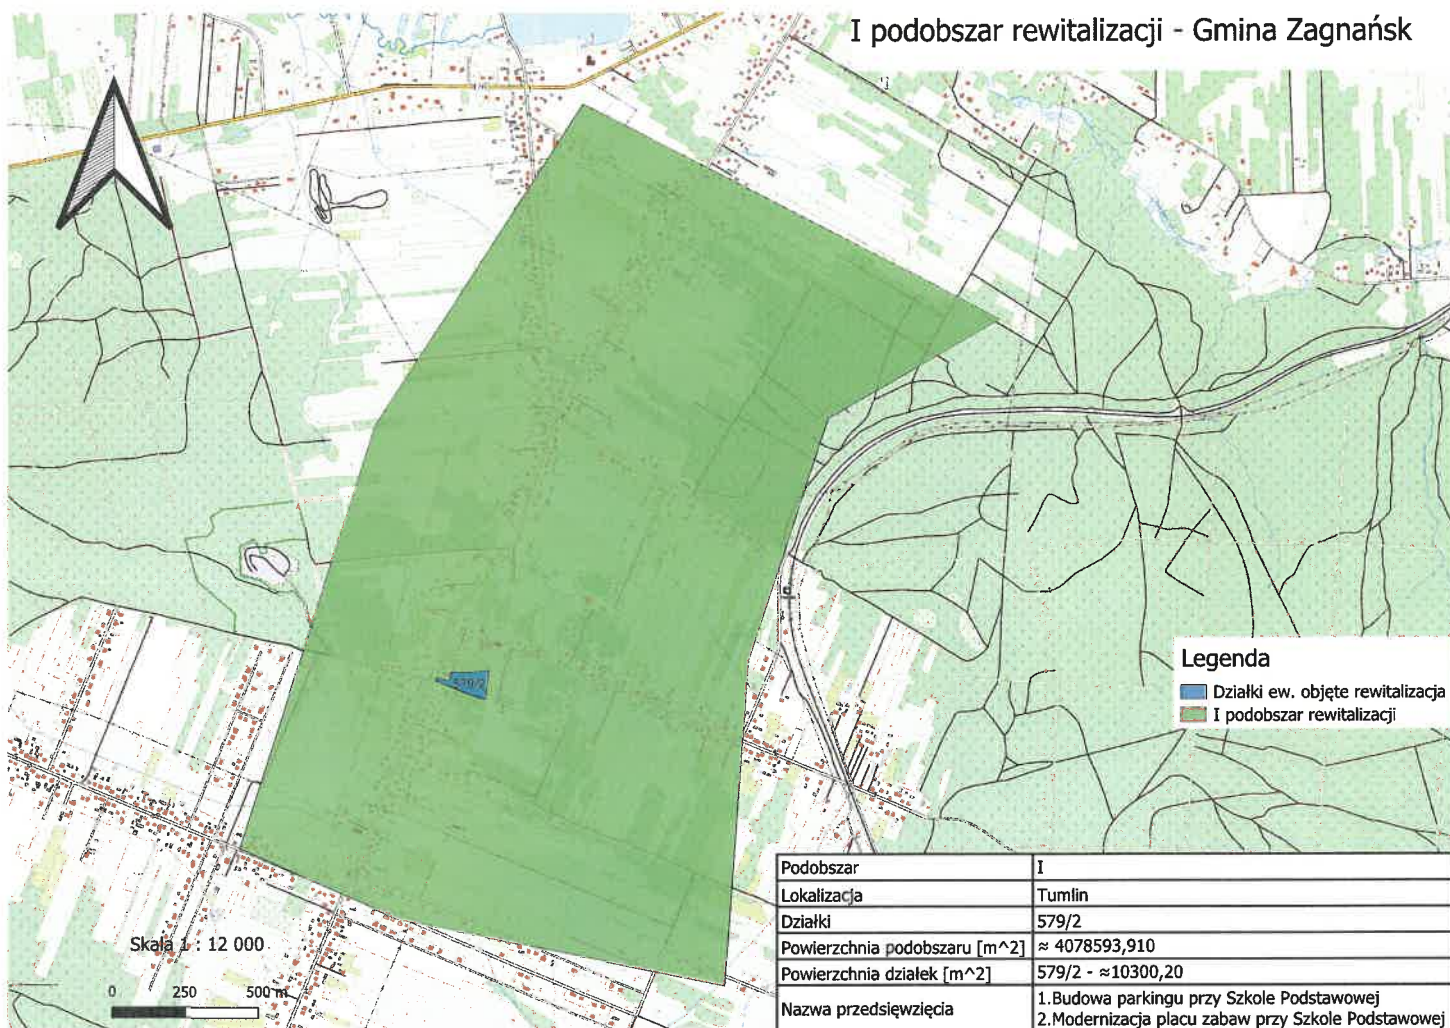 I podobszar rewitalizacji - Gmina Zagnańsk
579/2
Legenda
Działki ew. objęte rewitalizacja
I podobszar rewitalizacji
Skala 1 : 12 000
0 250 500 m
Podobszar I
Lokalizacja Tumlin
Działki 579/2
Powierzchnia podobszaru [m^2] ≈ 4078593,910
Powierzchnia działek [m^2] 579/2 - ≈10300,20
Nazwa przedsięwzięcia
1.Budowa parkingu przy Szkole Podstawowej
2.Modernizacja placu zabaw przy Szkole Podstawowej